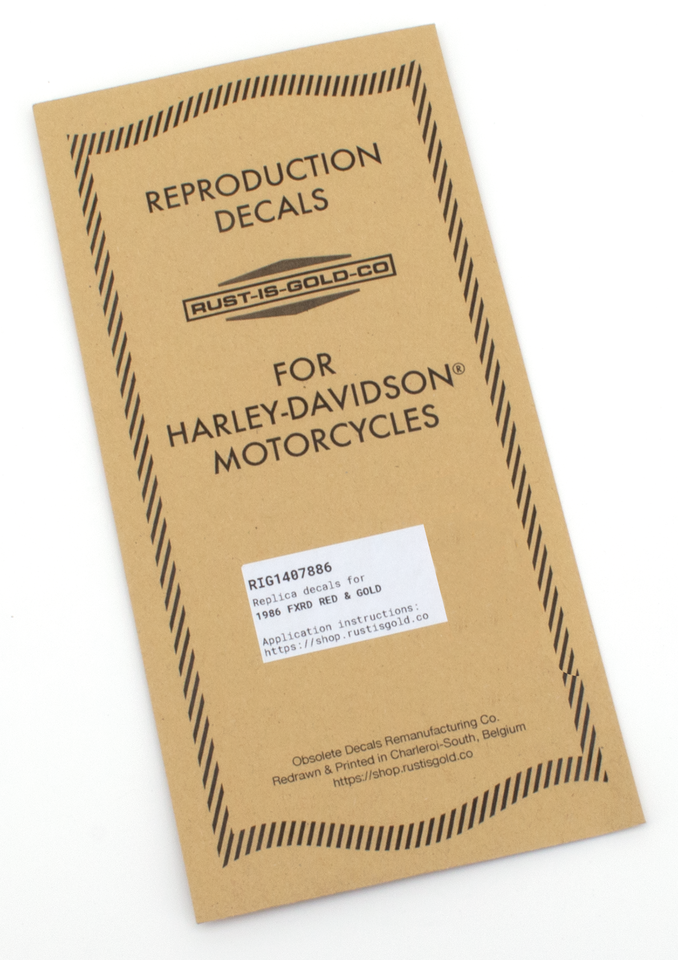 REPRODUCTION
DECALS
RUST-IS-GOLD-CO
FOR
HARLEY-DAVIDSON®
MOTORCYCLES
RIG1407886
Replica decals for
1986 FXRD RED & GOLD
Application instructions:
https://shop.rustisgold.co
Obsolete Decals Remanufacturing Co.
Redrawn & Printed in Charleroi-South, Belgium
https://shop.rustisgold.co